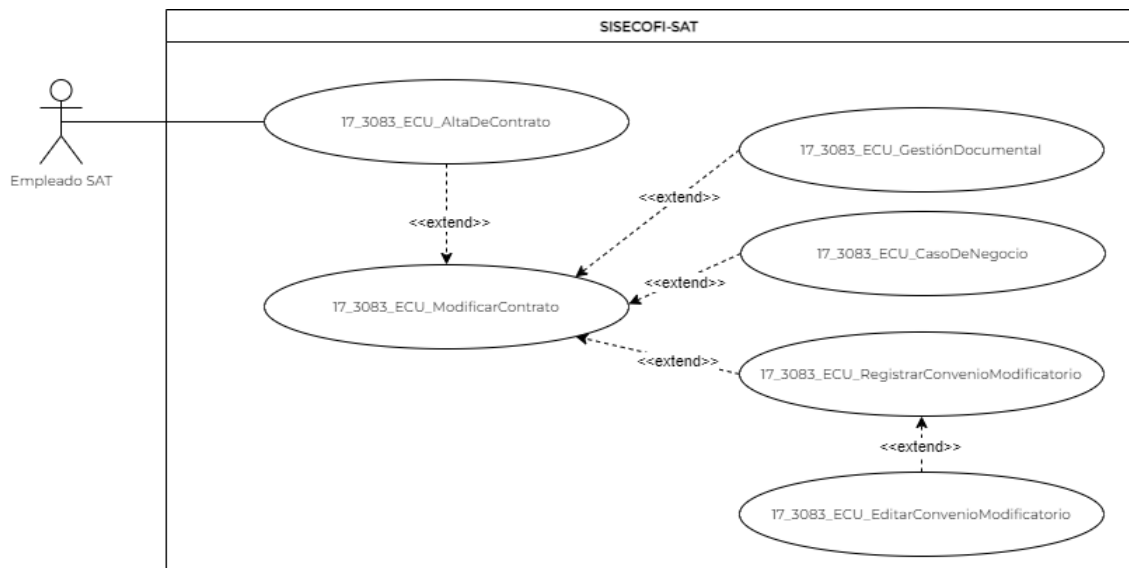 SISECOFI-SAT
Empleado SAT
17_3083_ECU_AltaDeContrato
<<extend>>
17_3083_ECU_ModificarContrato
17_3083_ECU_GestiónDocumental
<<extend>>
17_3083_ECU_CasoDeNegocio
<<extend>>
17_3083_ECU_RegistrarConvenioModificatorio
<<extend>>
<<extend>>
17_3083_ECU_EditarConvenioModificatorio